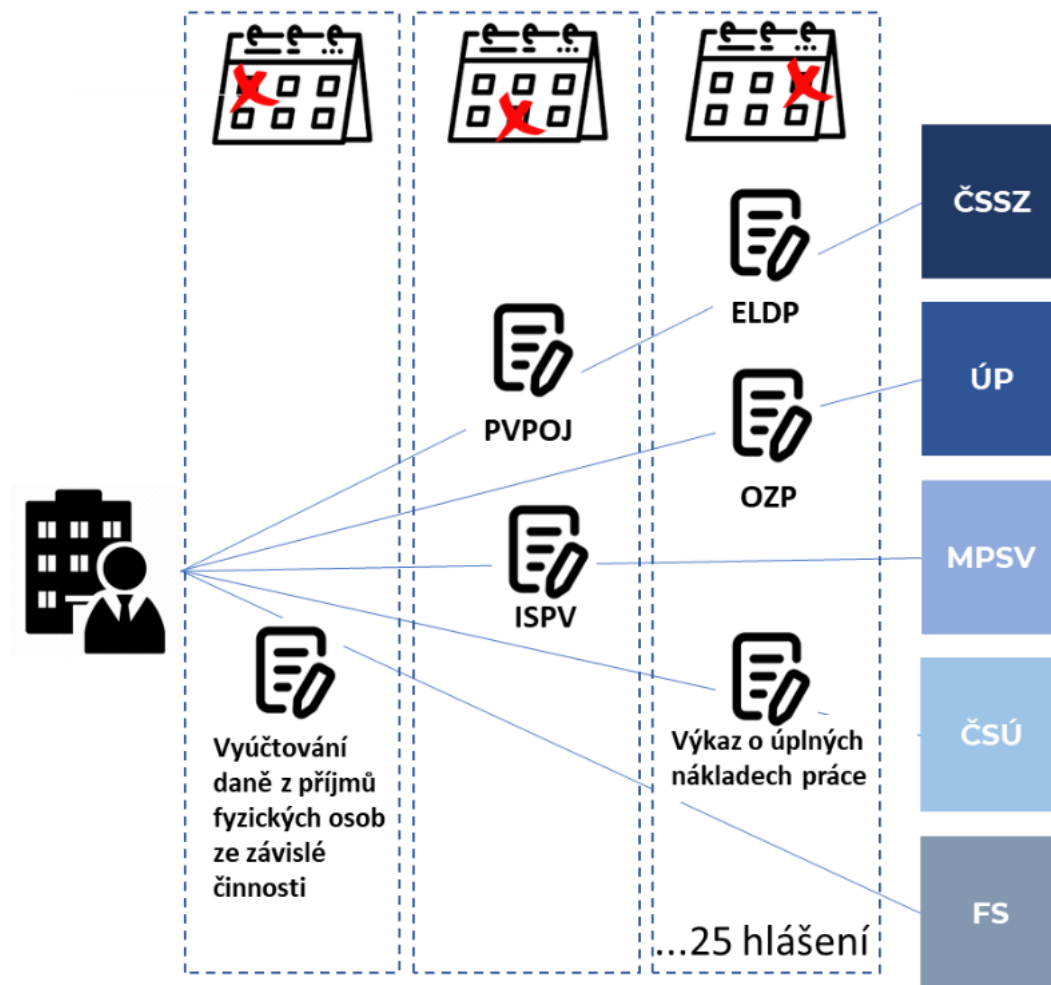 ČSSZ
ELDP
ÚP
PVPOJ
OZP
MPSV
ISPV
Vyúčtování
daně z příjmů
fyzických osob
ze závislé
činnosti
Výkaz o úplných
nákladech práce
ČSÚ
FS
...25 hlášení